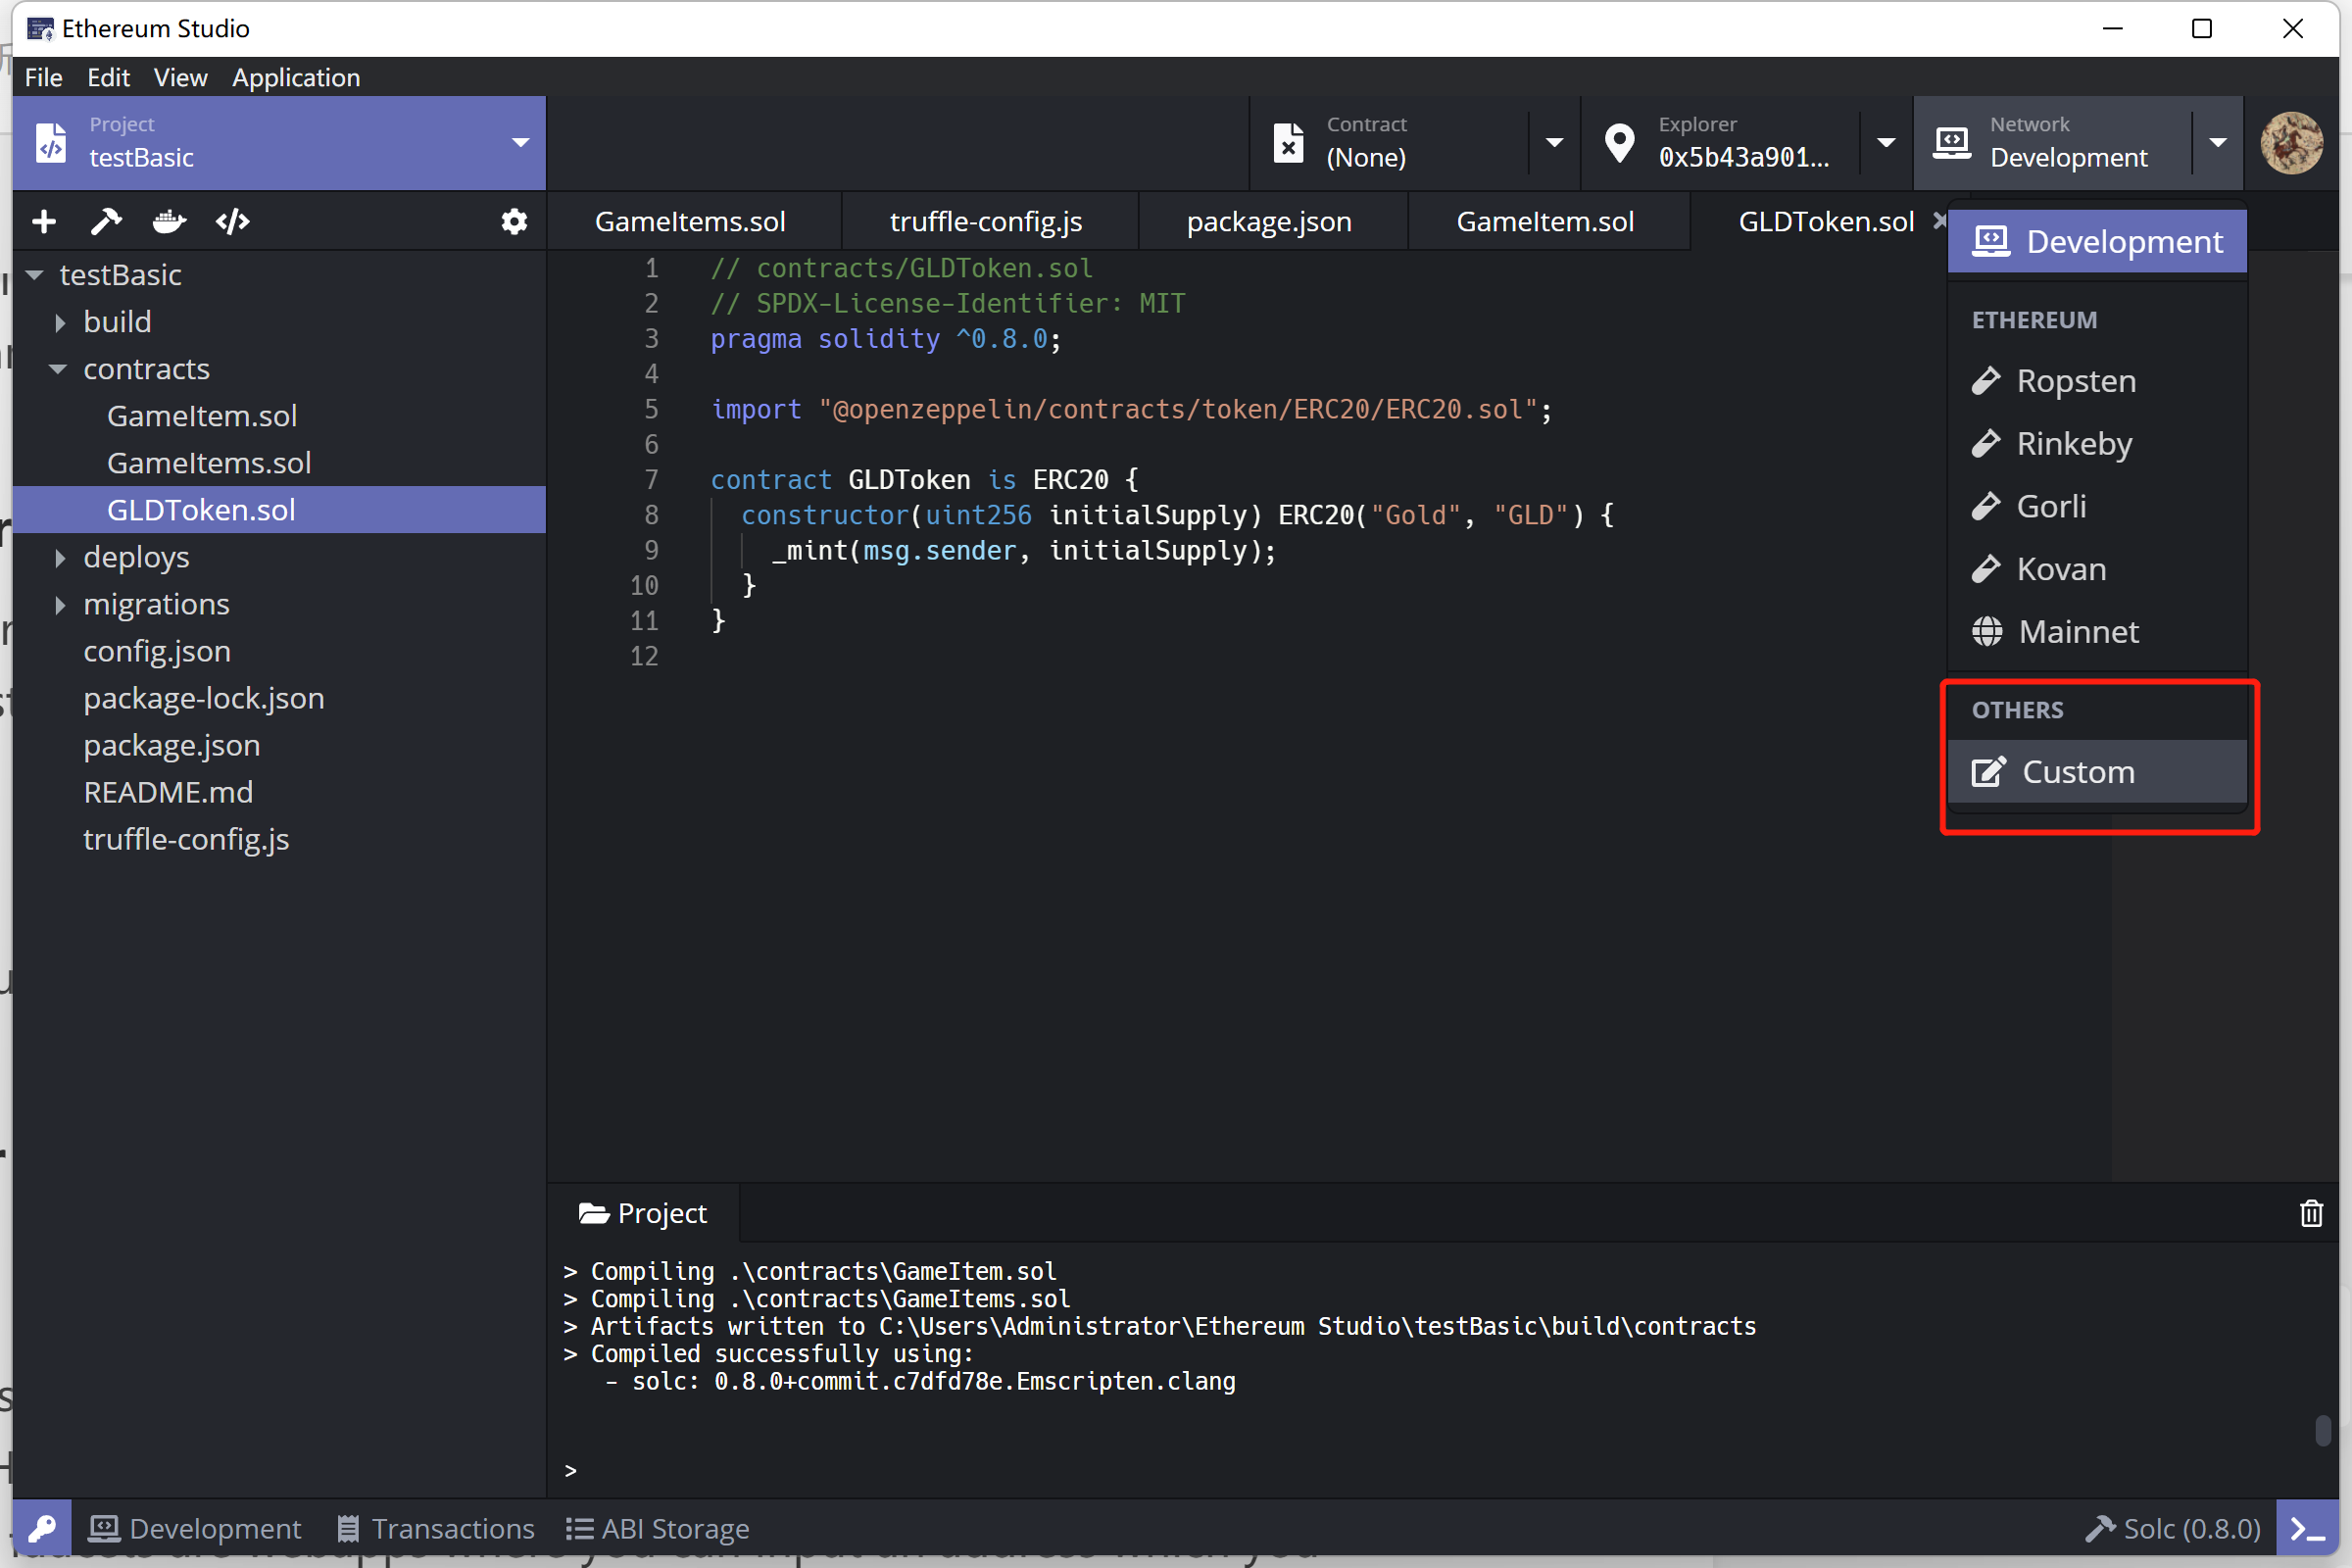 Ethereum Studio
File Edit View Application
Project
testBasic
Contract
(None)
Explorer
0x5b43a901...
Network
Development
GameItems.sol
truffle-config.js
package.json
GameItem.sol
GLDToken.sol
testBasic
build
contracts
GameItem.sol
GameItems.sol
GLDToken.sol
deploys
migrations
config.json
package-lock.json
package.json
README.md
truffle-config.js
1 // contracts/GLDToken.sol
2 // SPDX-License-Identifier: MIT
3 pragma solidity ^0.8.0;
4
5 import "@openzeppelin/contracts/token/ERC20/ERC20.sol";
6
7 contract GLDToken is ERC20 {
8 constructor(uint256 initialSupply) ERC20("Gold", "GLD") {
9 _mint(msg.sender, initialSupply);
10 }
11 }
12
Development
ETHEREUM
Ropsten
Rinkeby
Gorli
Kovan
Mainnet
OTHERS
Custom
Project
> Compiling .\contracts\GameItem.sol
> Compiling .\contracts\GameItems.sol
> Artifacts written to C:\Users\Administrator\Ethereum Studio\testBasic\build\contracts
> Compiled successfully using:
- solc: 0.8.0+commit.c7dfd78e.Emscripten.clang
>
Development
Transactions
ABI Storage
Solc (0.8.0)